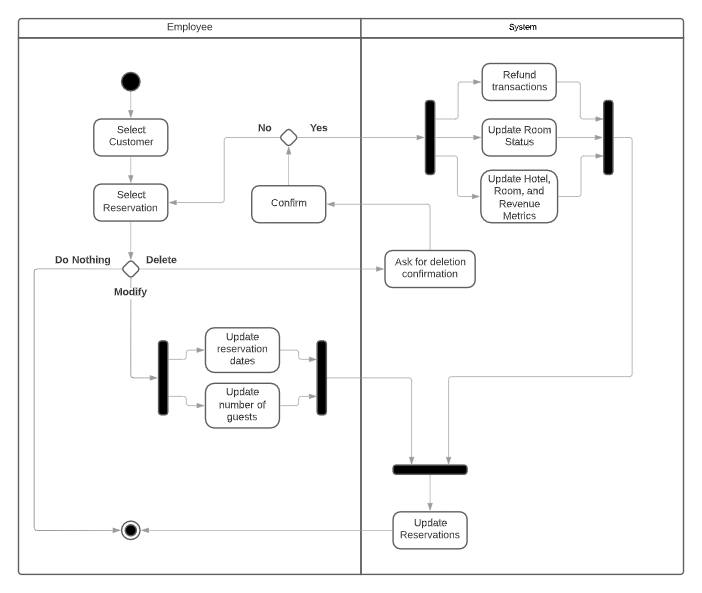 Employee
System
Refund
transactions
Select
Customer
No
Yes
Update Room
Status
Update Hotel,
Room, and
Revenue
Metrics
Select
Reservation
Confirm
Do Nothing
Delete
Ask for deletion
confirmation
Modify
Update
reservation
dates
Update
number of
guests
Update
Reservations